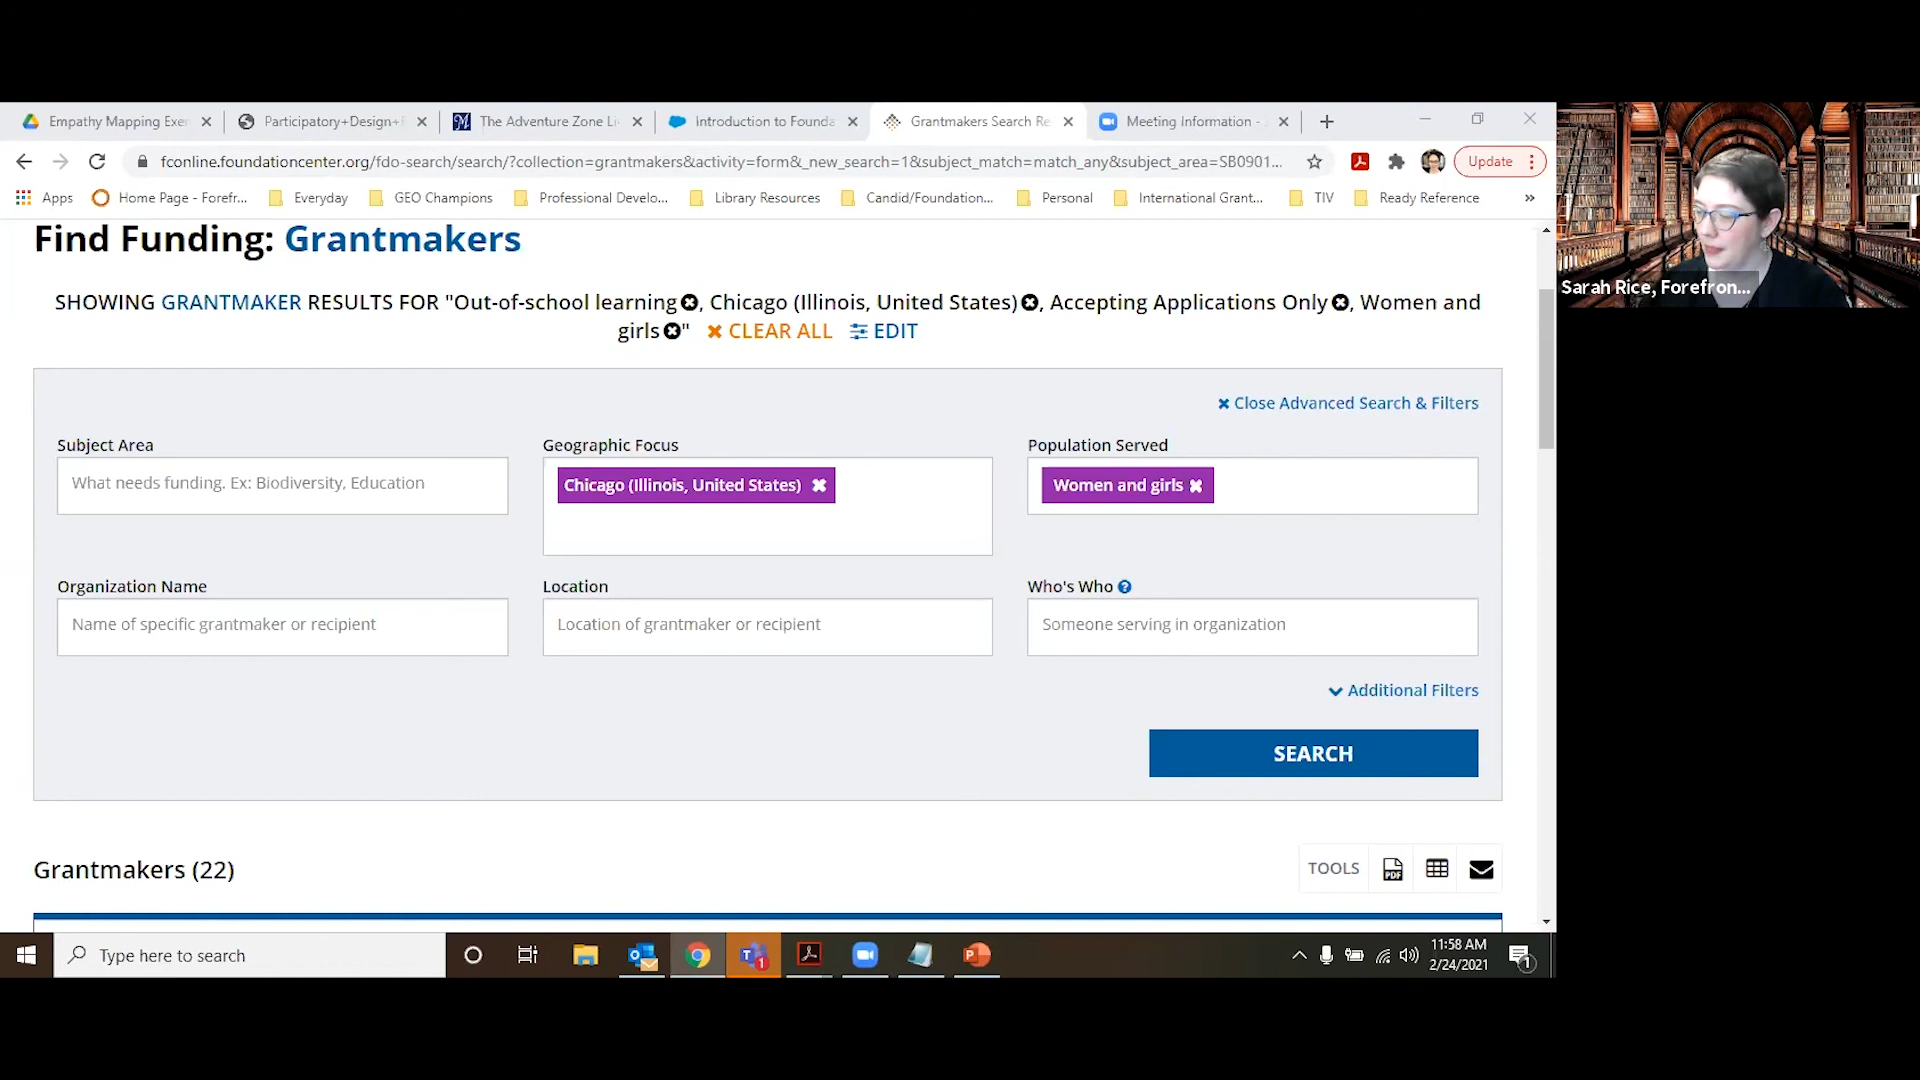 Empathy Mapping Exer
Participatory+Design+
The Adventure Zone Li
Introduction to Founda
Grantmakers Search Re
Meeting Information -
fconline.foundationcenter.org/fdo-search/search/?collection=grantmakers&activity=form&_new_search=1&subject_match=match_any&subject_area=SB0901...
Update
Apps
Home Page - Forefr...
Everyday
GEO Champions
Professional Develo...
Library Resources
Candid/Foundation...
Personal
International Grant...
TIV
Ready Reference
»
Find Funding: Grantmakers
SHOWING GRANTMAKER RESULTS FOR "Out-of-school learning, Chicago (Illinois, United States), Accepting Applications Only, Women and
girls" CLEAR ALL EDIT
Close Advanced Search & Filters
Subject Area
What needs funding. Ex: Biodiversity, Education
Geographic Focus
Chicago (Illinois, United States)
Population Served
Women and girls
Organization Name
Name of specific grantmaker or recipient
Location
Location of grantmaker or recipient
Who's Who ?
Someone serving in organization
Additional Filters
SEARCH
Grantmakers (22)
TOOLS
PDF
Type here to search
11:58 AM
2/24/2021
1
1
Sarah Rice, Forefron...